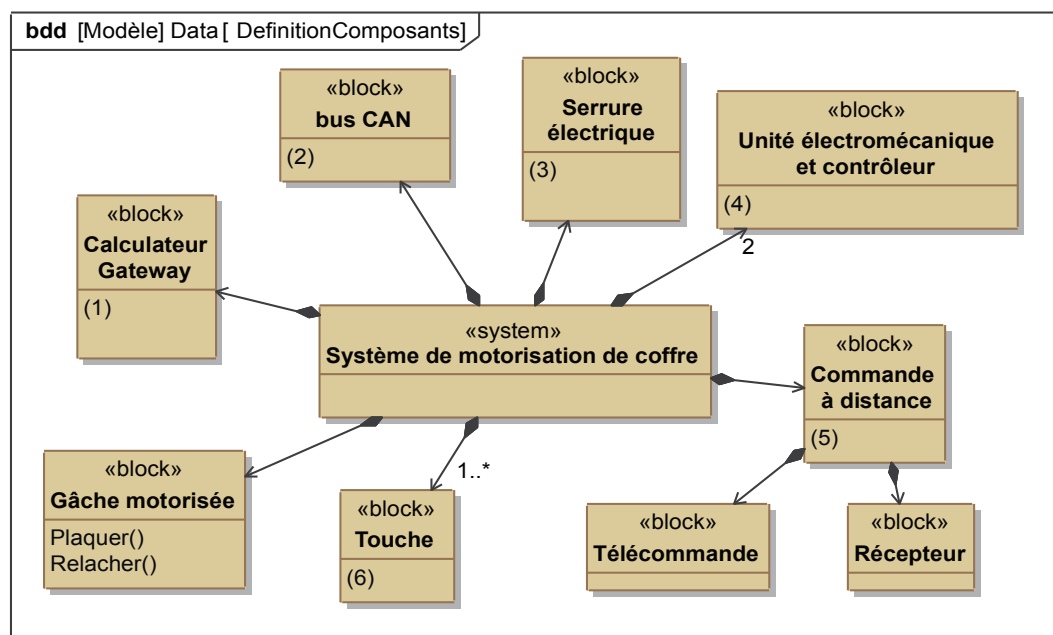 bdd [Modèle] Data [ DefinitionComposants]
«block»
bus CAN
(2)
«block»
Serrure
électrique
(3)
«block»
Unité électromécanique
et contrôleur
(4)
2
«block»
Calculateur
Gateway
(1)
«system»
Système de motorisation de coffre
«block»
Commande
à distance
(5)
«block»
Gâche motorisée
Plaquer()
Relacher()
1..*
«block»
Touche
(6)
«block»
Télécommande
«block»
Récepteur